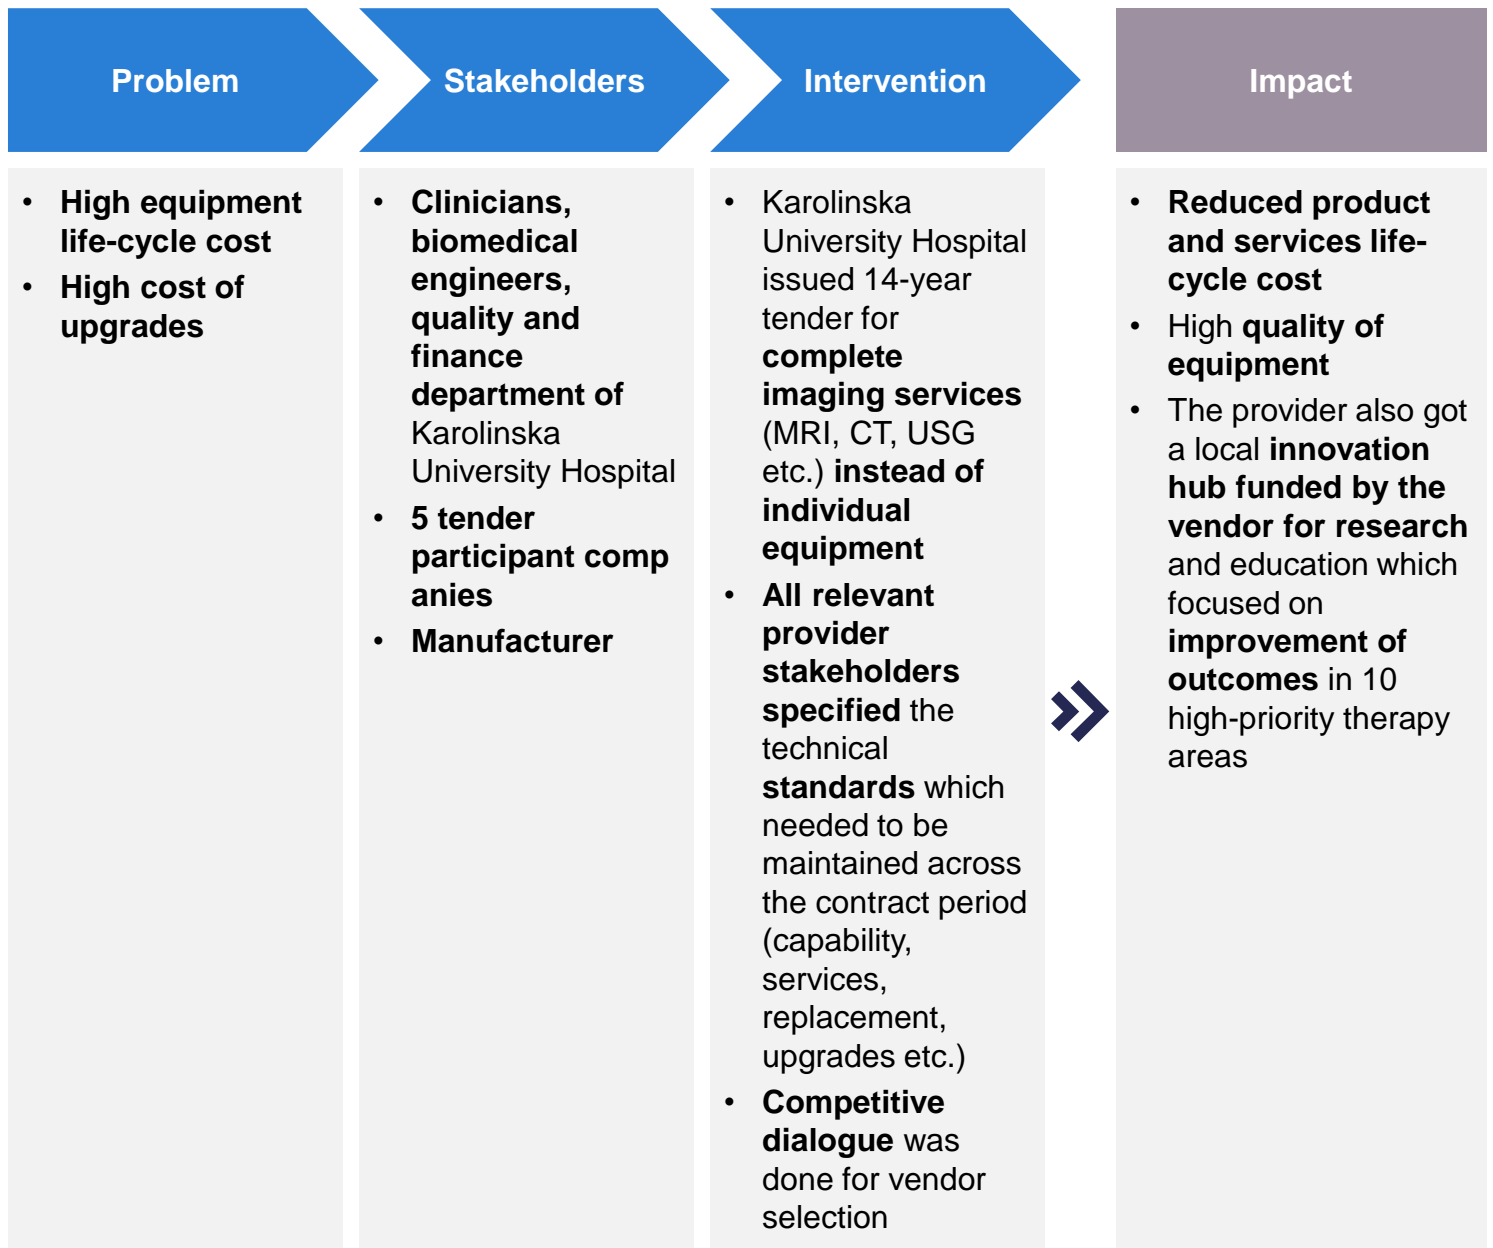 Problem
Stakeholders
Intervention
Impact
• High equipment
life-cycle cost
• High cost of
upgrades
• Clinicians,
biomedical
engineers,
quality and
finance
department of
Karolinska
University Hospital
• 5 tender
participant comp
anies
• Manufacturer
• Karolinska
University Hospital
issued 14-year
tender for
complete
imaging services
(MRI, CT, USG
etc.) instead of
individual
equipment
• All relevant
provider
stakeholders
specified the
technical
standards which
needed to be
maintained across
the contract period
(capability,
services,
replacement,
upgrades etc.)
• Competitive
dialogue was
done for vendor
selection
• Reduced product
and services life-
cycle cost
• High quality of
equipment
• The provider also got
a local innovation
hub funded by the
vendor for research
and education which
focused on
improvement of
outcomes in 10
high-priority therapy
areas